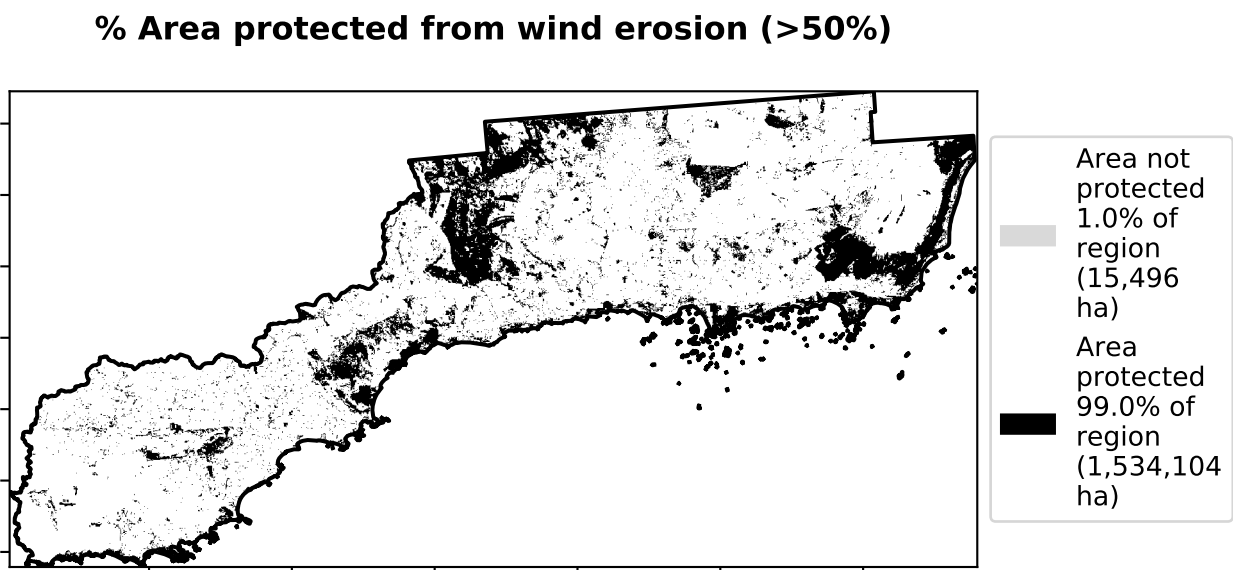 % Area protected from wind erosion (>50%)
Area not
protected
1.0% of
region
(15,496
ha)
Area
protected
99.0% of
region
(1,534,104
ha)